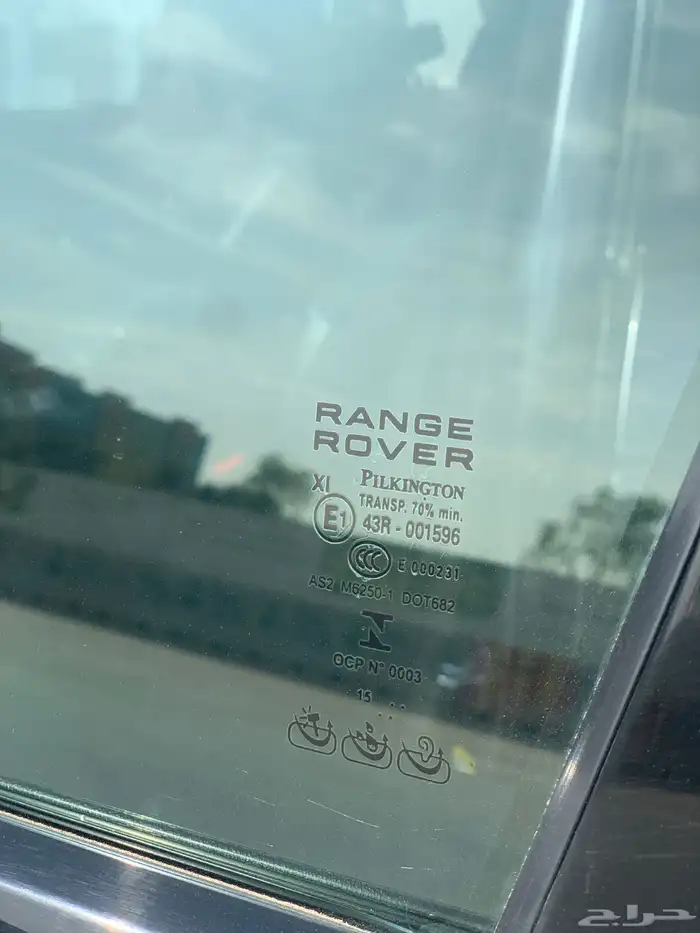 RANGE
ROVER
XI PILKINGTON
TRANSP. 70% min.
E1 43R - 001596
CCC E 000231
AS2 M6250-1 DOT682
OCP N° 0003
15 . . . .
حراج